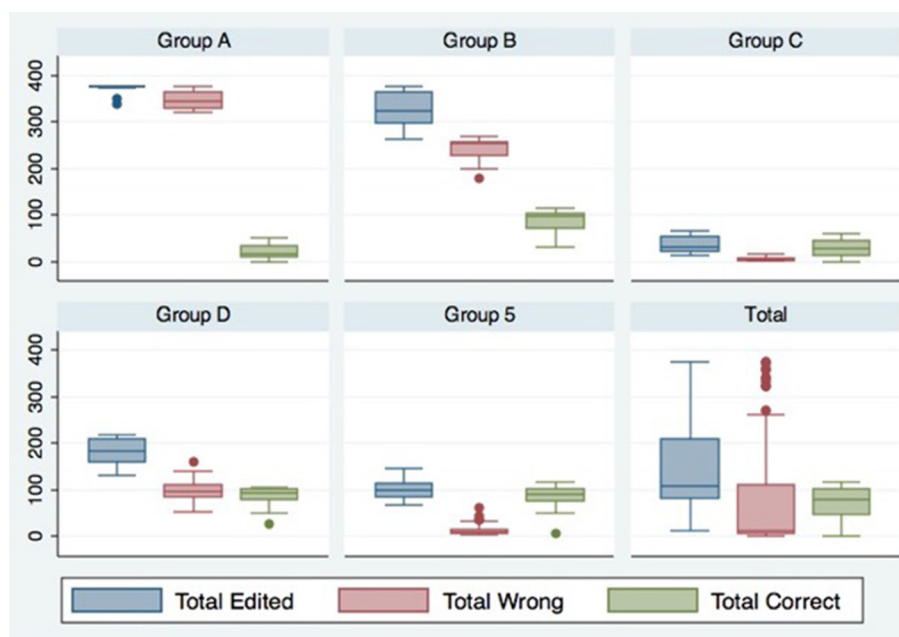 Group A
Group B
Group C
400
300
200
100
0
Group D
Group 5
Total
400
300
200
100
0
Total Edited
Total Wrong
Total Correct